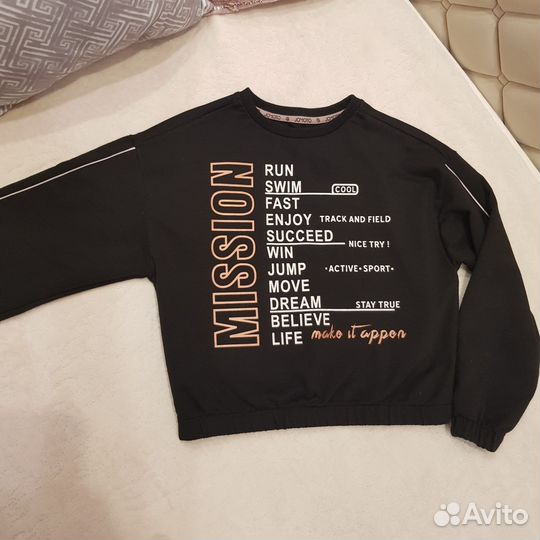 JOMOTO
MISSION
RUN
SWIM COOL
FAST
ENJOY TRACK AND FIELD
SUCCEED NICE TRY !
WIN
JUMP •ACTIVE•SPORT•
MOVE
DREAM STAY TRUE
BELIEVE
LIFE make it appen
Avito